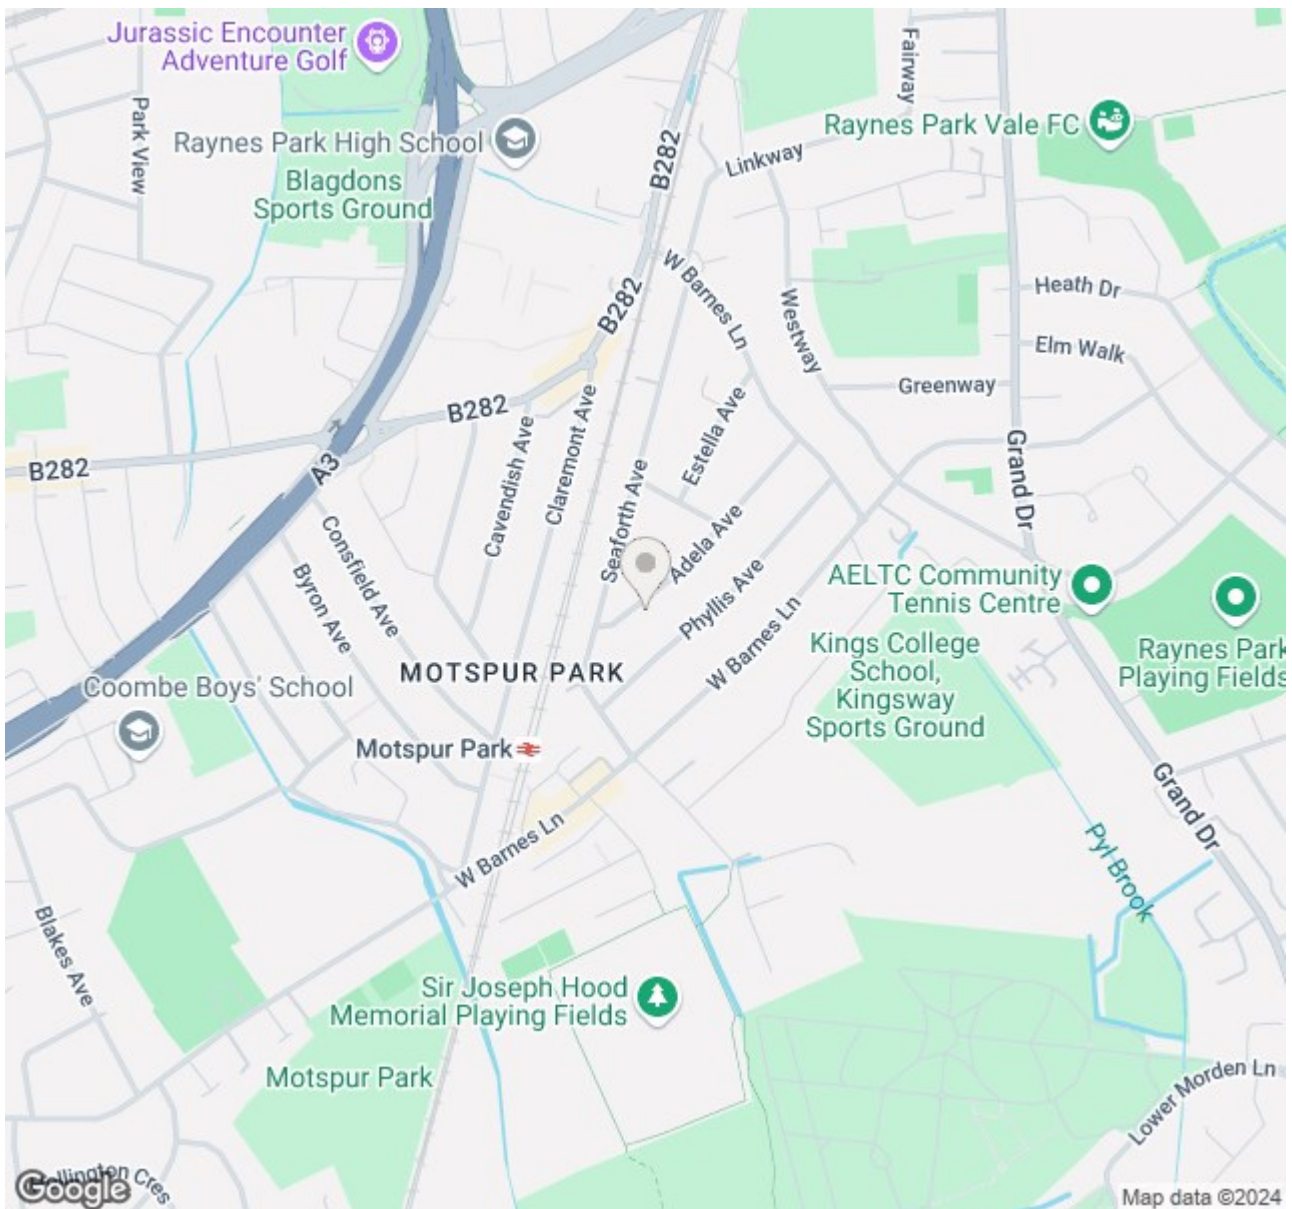 Jurassic Encounter
Adventure Golf
Park View
Raynes Park High School
Blagdons
Sports Ground
B282
Fairway
Raynes Park Vale FC
Linkway
W Barnes Ln
Westway
Heath Dr
Elm Walk
Greenway
B282
B282
B282
A3
Cavendish Ave
Claremont Ave
Seaforth Ave
Estella Ave
Adela Ave
Phyllis Ave
W Barnes Ln
Grand Dr
Consfield Ave
Byron Ave
AELTC Community
Tennis Centre
Kings College
School,
Kingsway
Sports Ground
Raynes Park
Playing Fields
MOTSPUR PARK
Coombe Boys' School
Motspur Park
W Barnes Ln
Grand Dr
Pyl Brook
Blakes Ave
Sir Joseph Hood
Memorial Playing Fields
Motspur Park
Lower Morden Ln
Cres
Google
Map data ©2024